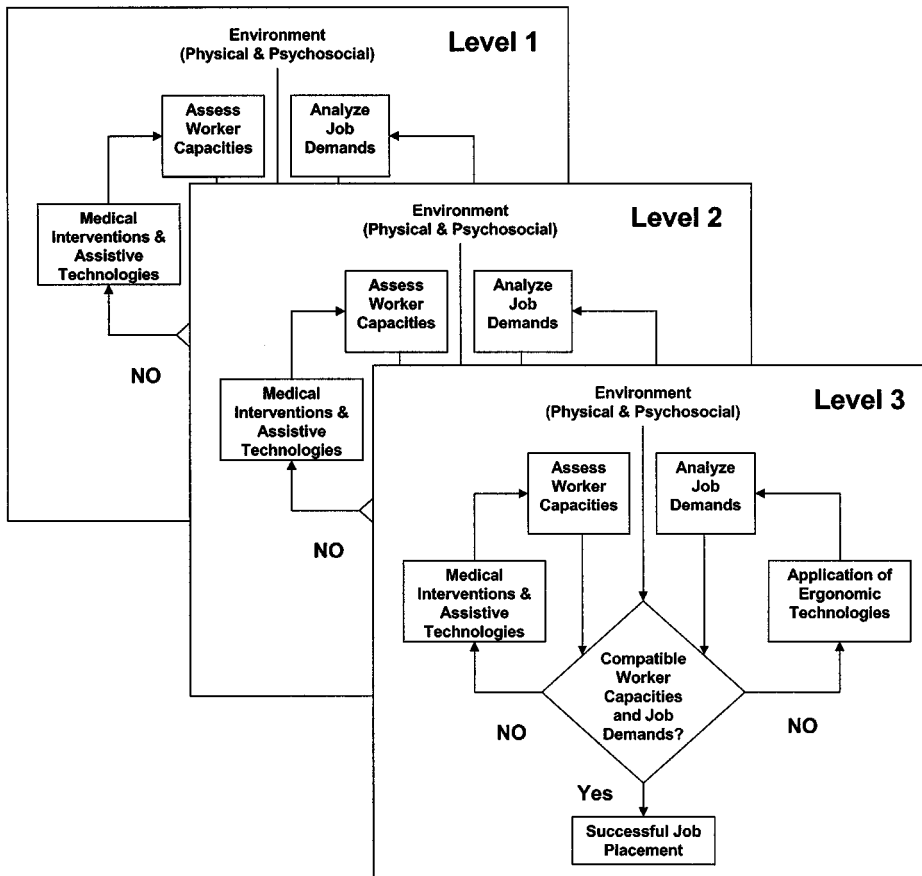 Level 1
Environment
(Physical & Psychosocial)
Assess
Worker
Capacities
Analyze
Job
Demands
Medical
Interventions &
Assistive
Technologies
NO
Level 2
Environment
(Physical & Psychosocial)
Assess
Worker
Capacities
Analyze
Job
Demands
Medical
Interventions &
Assistive
Technologies
NO
Level 3
Environment
(Physical & Psychosocial)
Assess
Worker
Capacities
Analyze
Job
Demands
Medical
Interventions &
Assistive
Technologies
Application of
Ergonomic
Technologies
Compatible
Worker
Capacities
and Job
Demands?
NO
NO
Yes
Successful Job
Placement